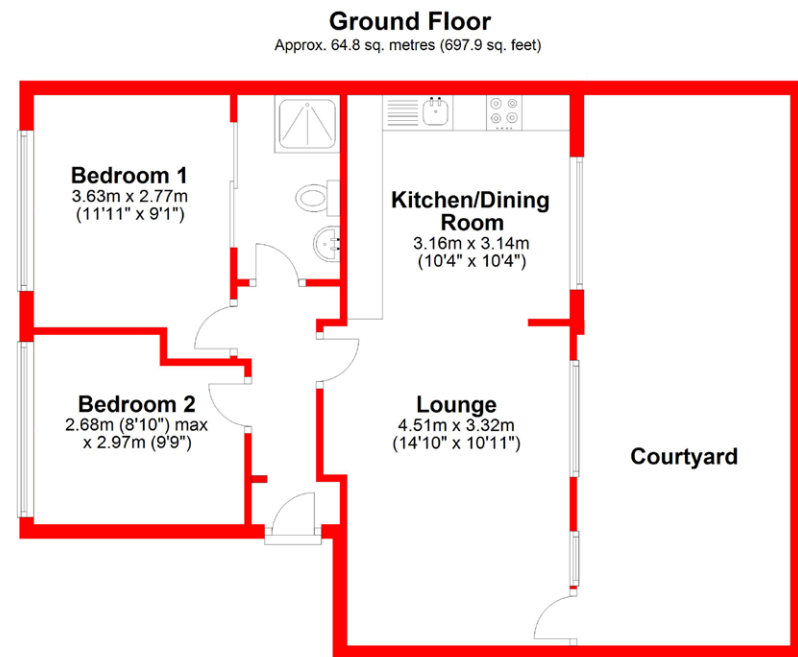 Ground Floor
Approx. 64.8 sq. metres (697.9 sq. feet)
Bedroom 1
3.63m x 2.77m
(11'11" x 9'1")
Kitchen/Dining
Room
3.16m x 3.14m
(10'4" x 10'4")
Bedroom 2
2.68m (8'10") max
x 2.97m (9'9")
Lounge
4.51m x 3.32m
(14'10" x 10'11")
Courtyard